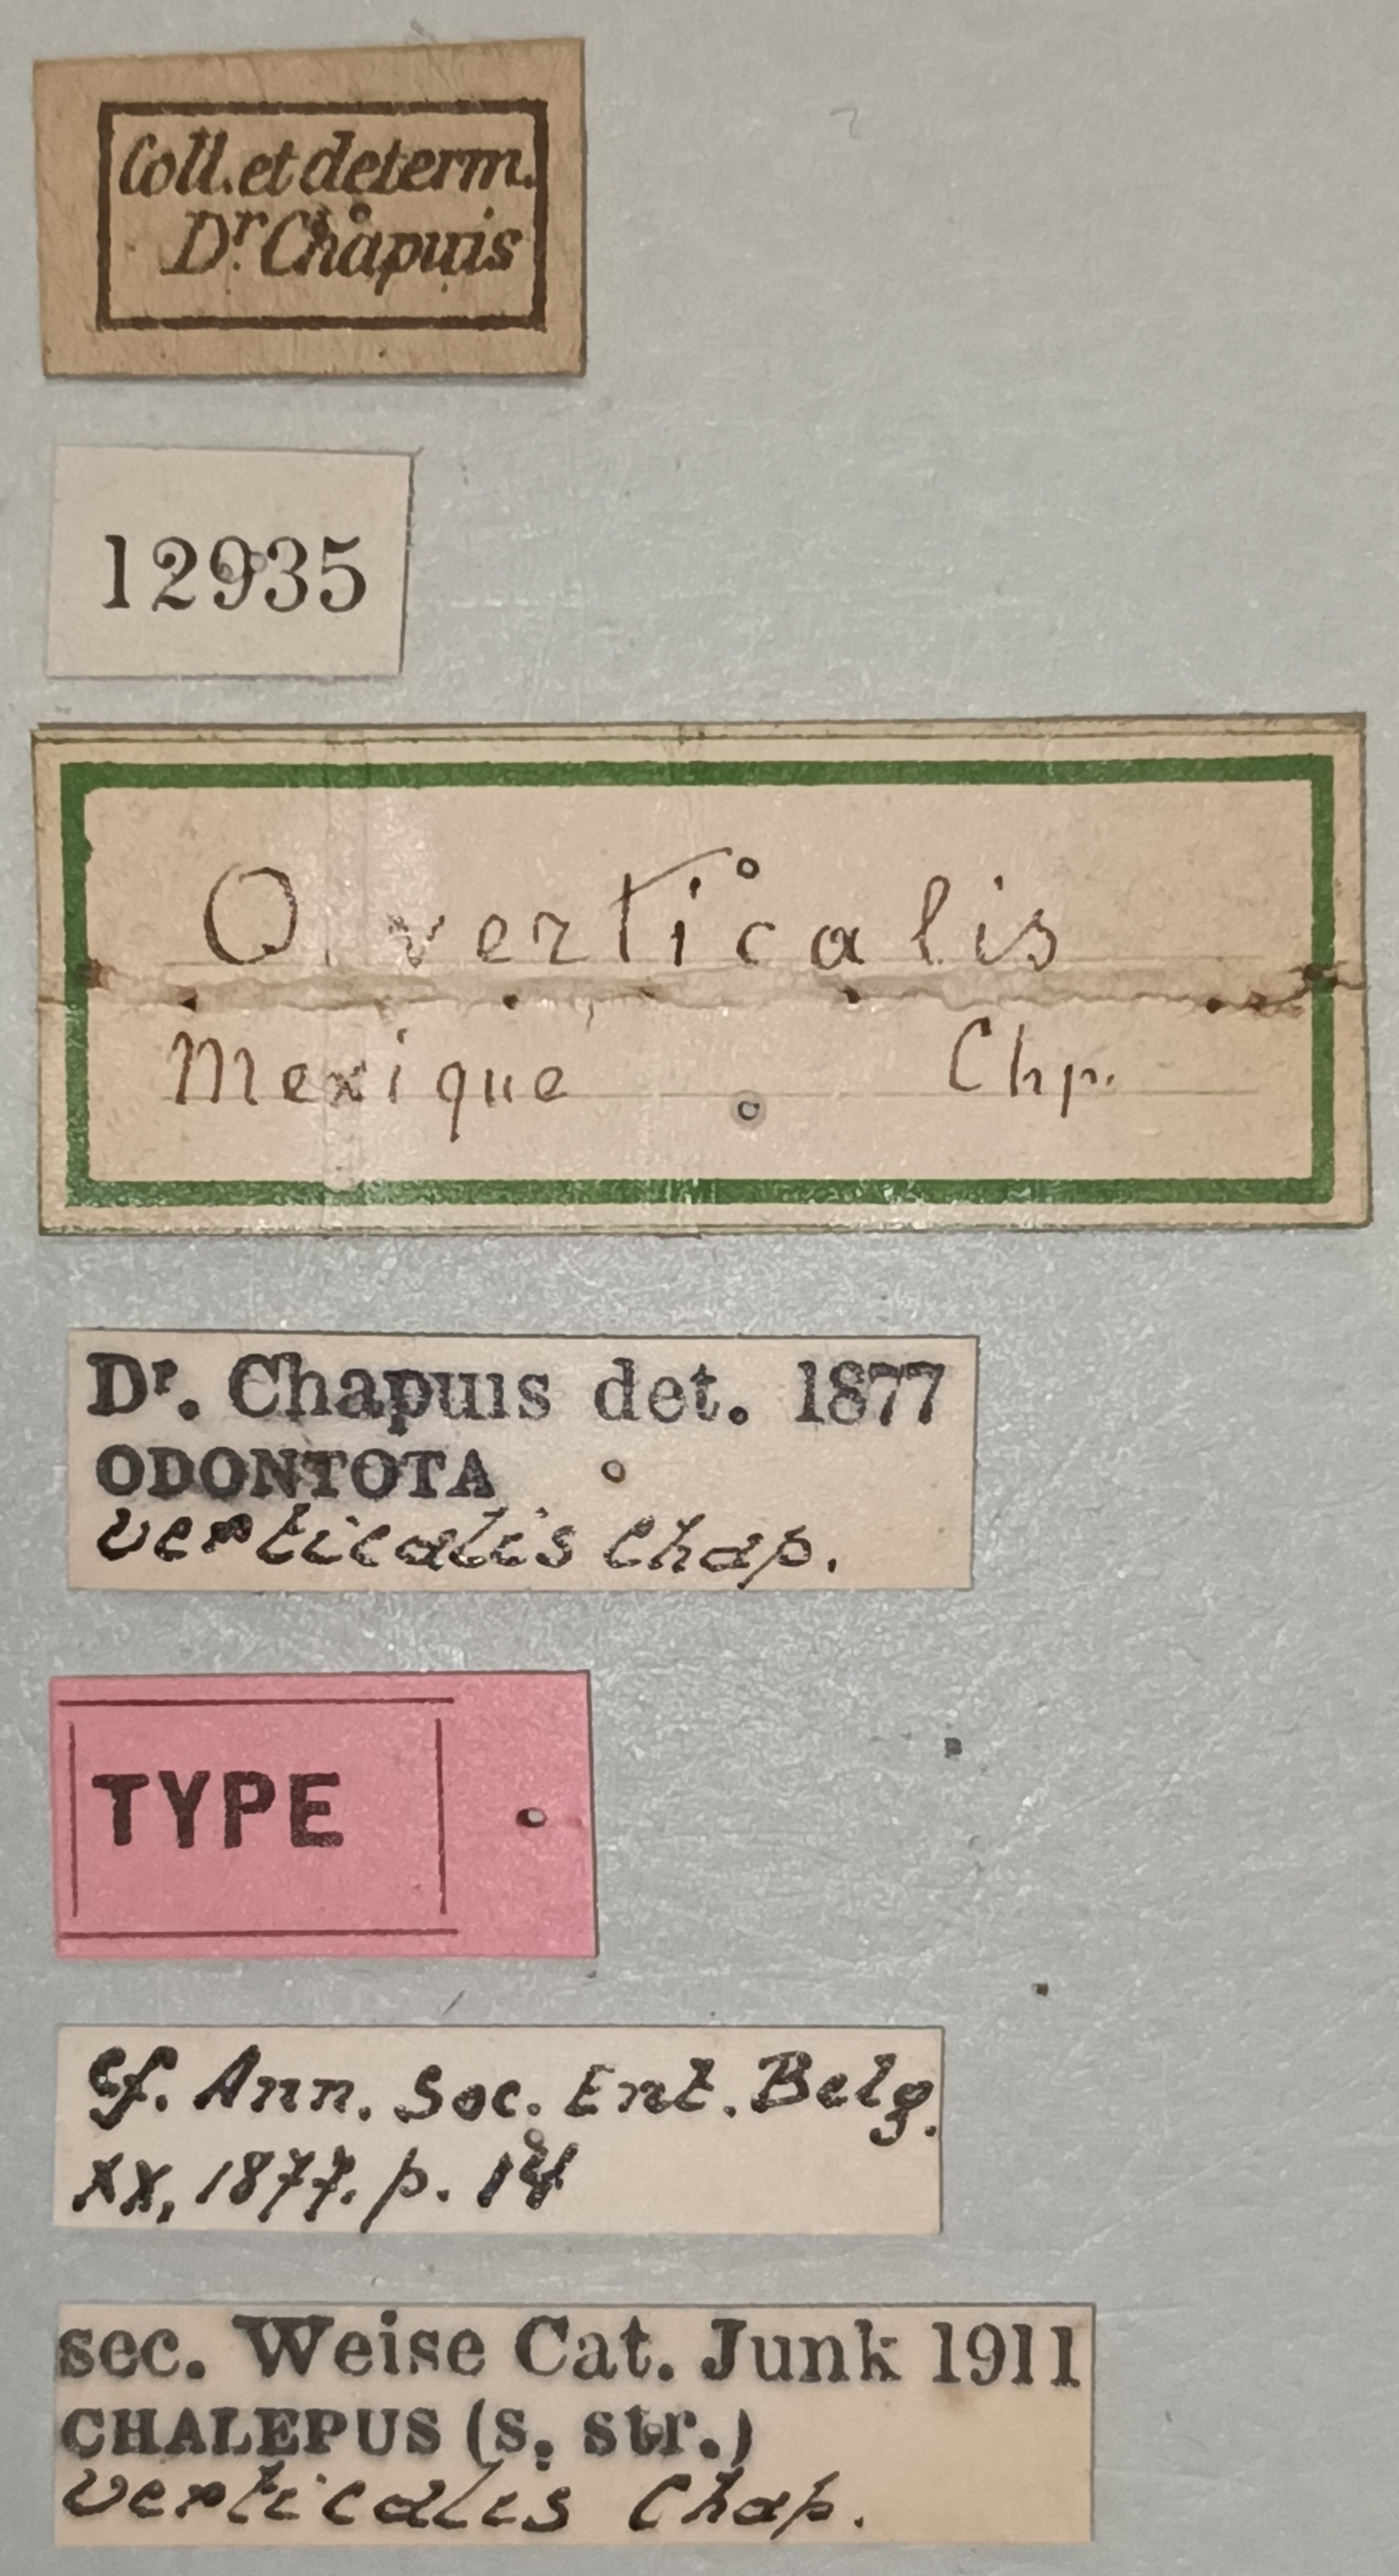 Coll. et determ.
Dr. Chapuis
12935
O. verticalis
Mexique Chp.
Dr. Chapuis det. 1877
ODONTOTA
verticalis Chap.
TYPE
cf. Ann. Soc. Ent. Belg.
XX, 1877. p. 14
sec. Weise Cat. Junk 1911
CHALEPUS (s. str.)
verticalis Chap.